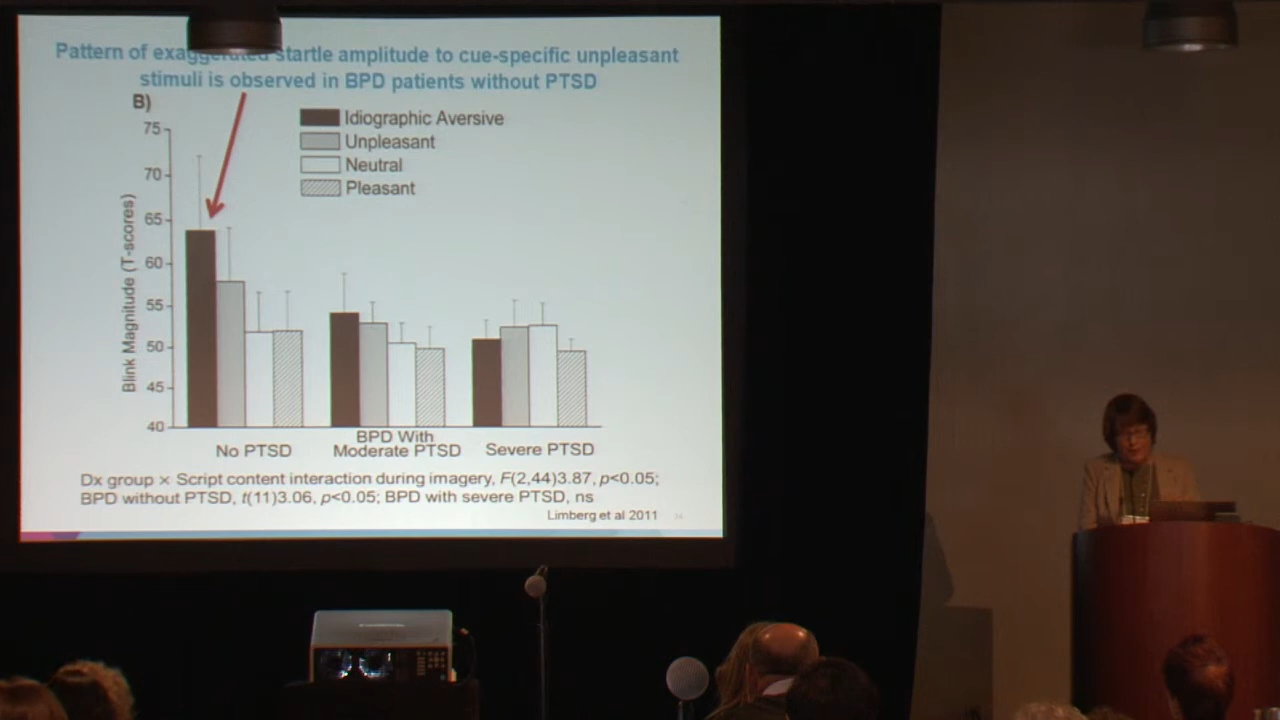 Pattern of exaggerated startle amplitude to cue-specific unpleasant
stimuli is observed in BPD patients without PTSD
B)
Idiographic Aversive
Unpleasant
Neutral
Pleasant
Blink Magnitude (T-scores)
75
70
65
60
55
50
45
40
No PTSD
BPD With
Moderate PTSD
Severe PTSD
Dx group × Script content interaction during imagery, F(2,44)3.87, p<0.05;
BPD without PTSD, t(11)3.06, p<0.05; BPD with severe PTSD, ns
Limberg et al 2011